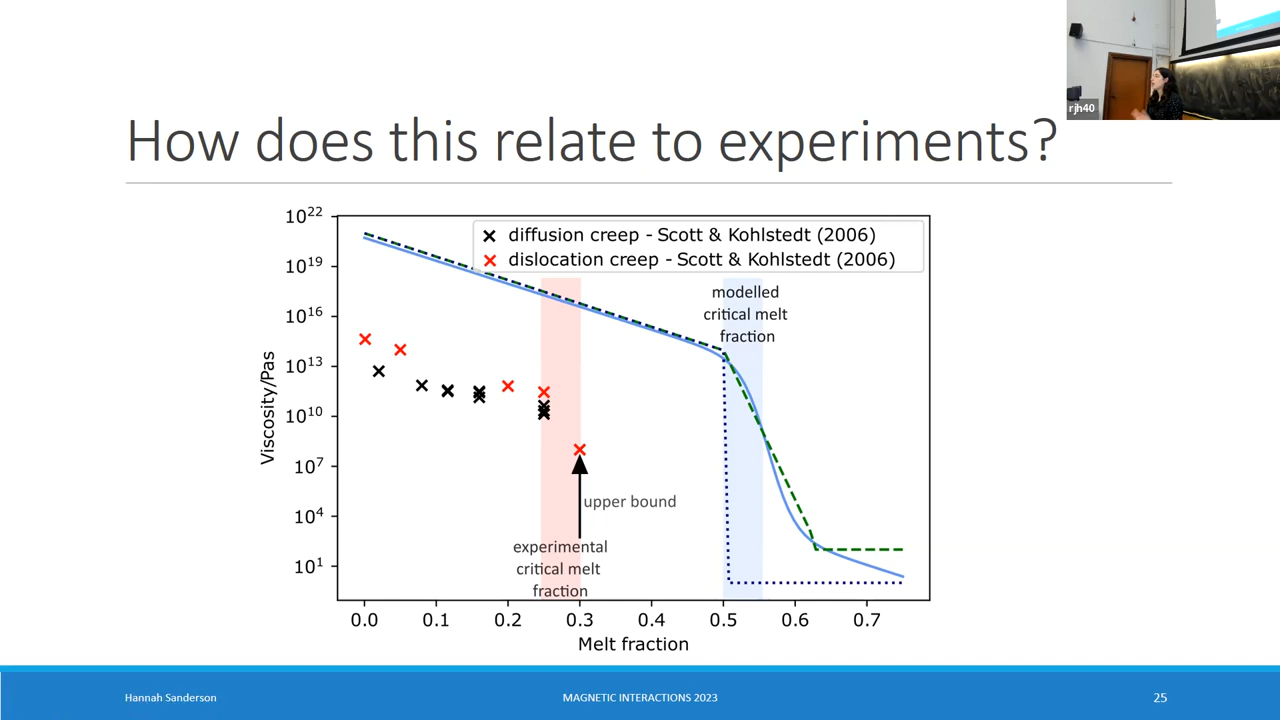 rjh40
How does this relate to experiments?
diffusion creep - Scott & Kohlstedt (2006)
dislocation creep - Scott & Kohlstedt (2006)
modelled
critical melt
fraction
upper bound
experimental
critical melt
fraction
Viscosity/Pas
10²²
10¹⁹
10¹⁶
10¹³
10¹⁰
10⁷
10⁴
10¹
0.0 0.1 0.2 0.3 0.4 0.5 0.6 0.7
Melt fraction
Hannah Sanderson
MAGNETIC INTERACTIONS 2023
25